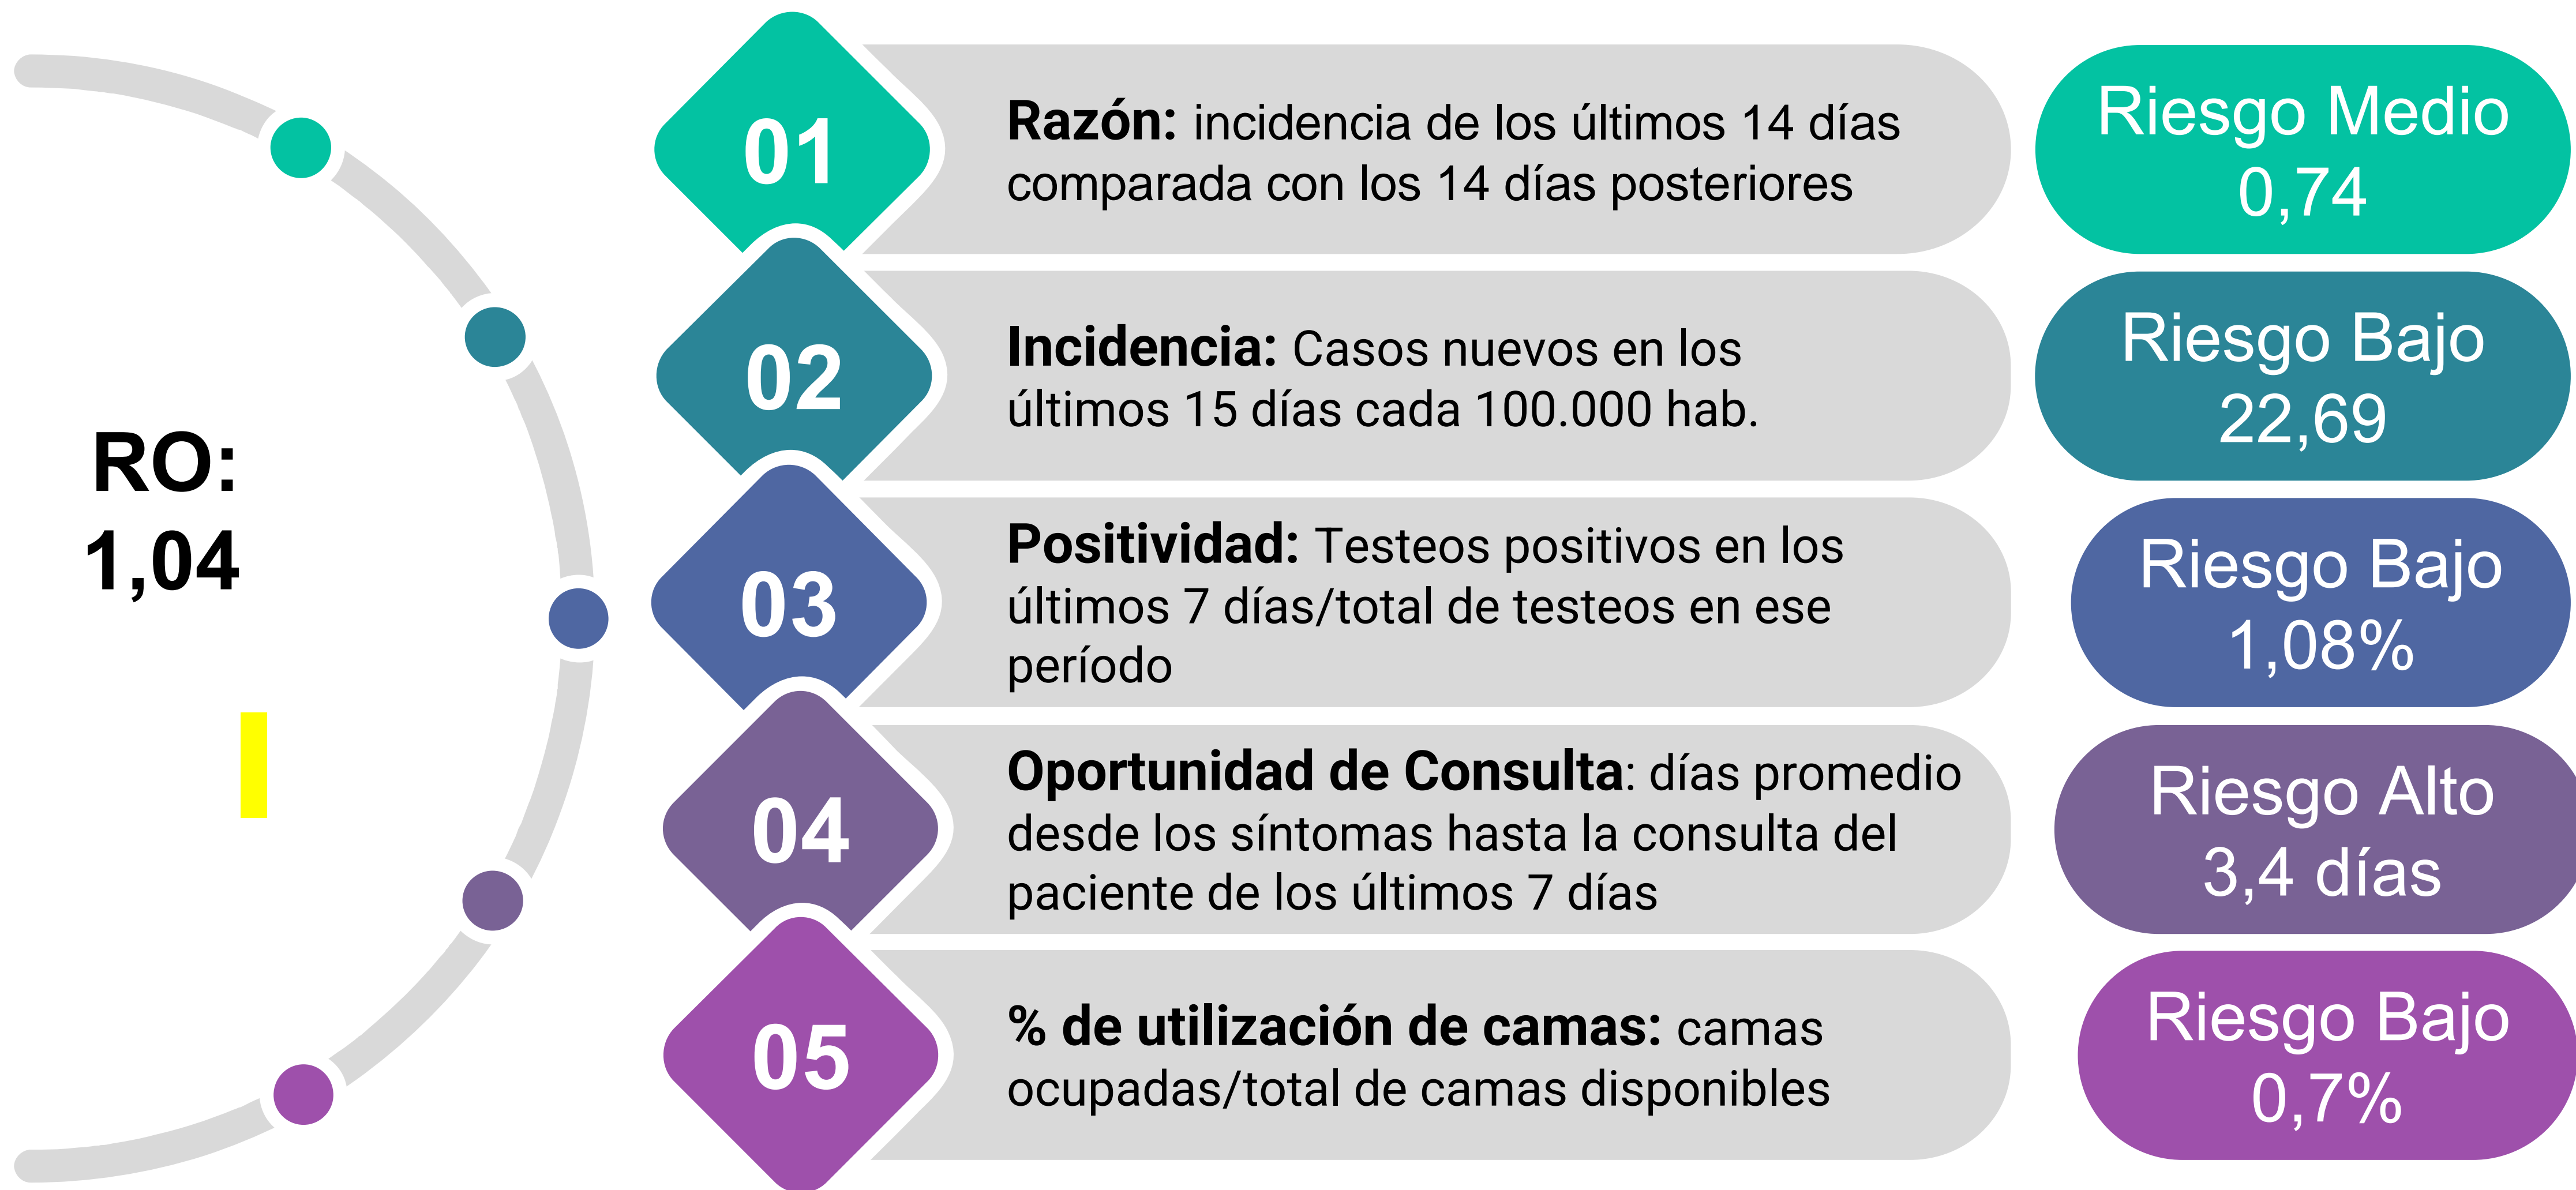 RO:
1,04
01
Razón: incidencia de los últimos 14 días
comparada con los 14 días posteriores
Riesgo Medio
0,74
02
Incidencia: Casos nuevos en los
últimos 15 días cada 100.000 hab.
Riesgo Bajo
22,69
03
Positividad: Testeos positivos en los
últimos 7 días/total de testeos en ese
período
Riesgo Bajo
1,08%
04
Oportunidad de Consulta: días promedio
desde los síntomas hasta la consulta del
paciente de los últimos 7 días
Riesgo Alto
3,4 días
05
% de utilización de camas: camas
ocupadas/total de camas disponibles
Riesgo Bajo
0,7%